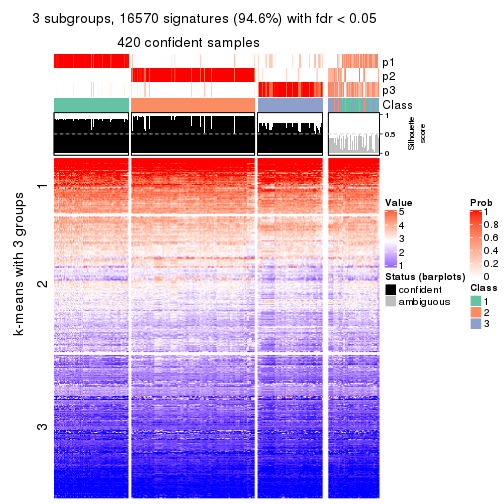 3 subgroups, 16570 signatures (94.6%) with fdr < 0.05
420 confident samples
p1
p2
p3
Class
1
0.5
0
Silhouette
score
k-means with 3 groups
1
2
3
Value
5
4
3
2
1
Status (barplots)
confident
ambiguous
Prob
1
0.8
0.6
0.4
0.2
0
Class
1
2
3